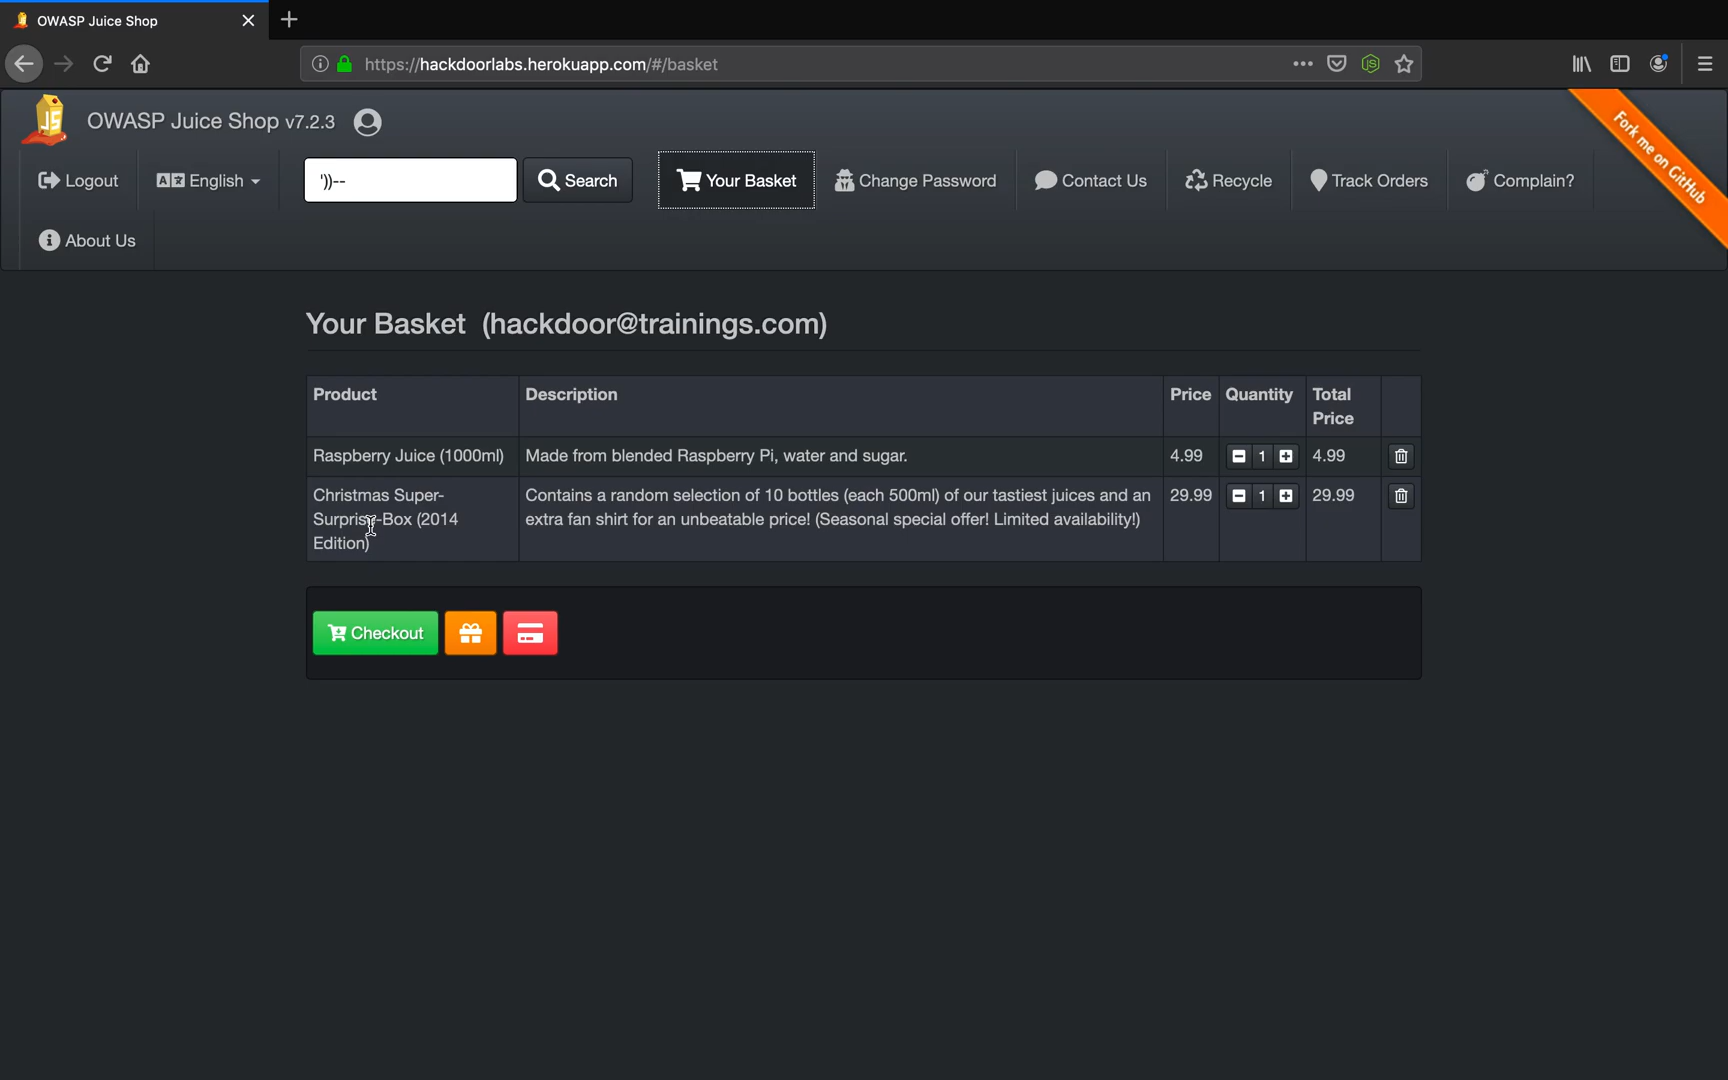 OWASP Juice Shop
https://hackdoorlabs.herokuapp.com/#/basket
OWASP Juice Shop v7.2.3
Fork me on GitHub
Logout
English
'))--
Search
Your Basket
Change Password
Contact Us
Recycle
Track Orders
Complain?
About Us
Your Basket (hackdoor@trainings.com)
Product
Description
Price
Quantity
Total
Price
Raspberry Juice (1000ml)
Made from blended Raspberry Pi, water and sugar.
4.99
1
4.99
Christmas Super-
Surprise-Box (2014
Edition)
Contains a random selection of 10 bottles (each 500ml) of our tastiest juices and an
extra fan shirt for an unbeatable price! (Seasonal special offer! Limited availability!)
29.99
1
29.99
Checkout